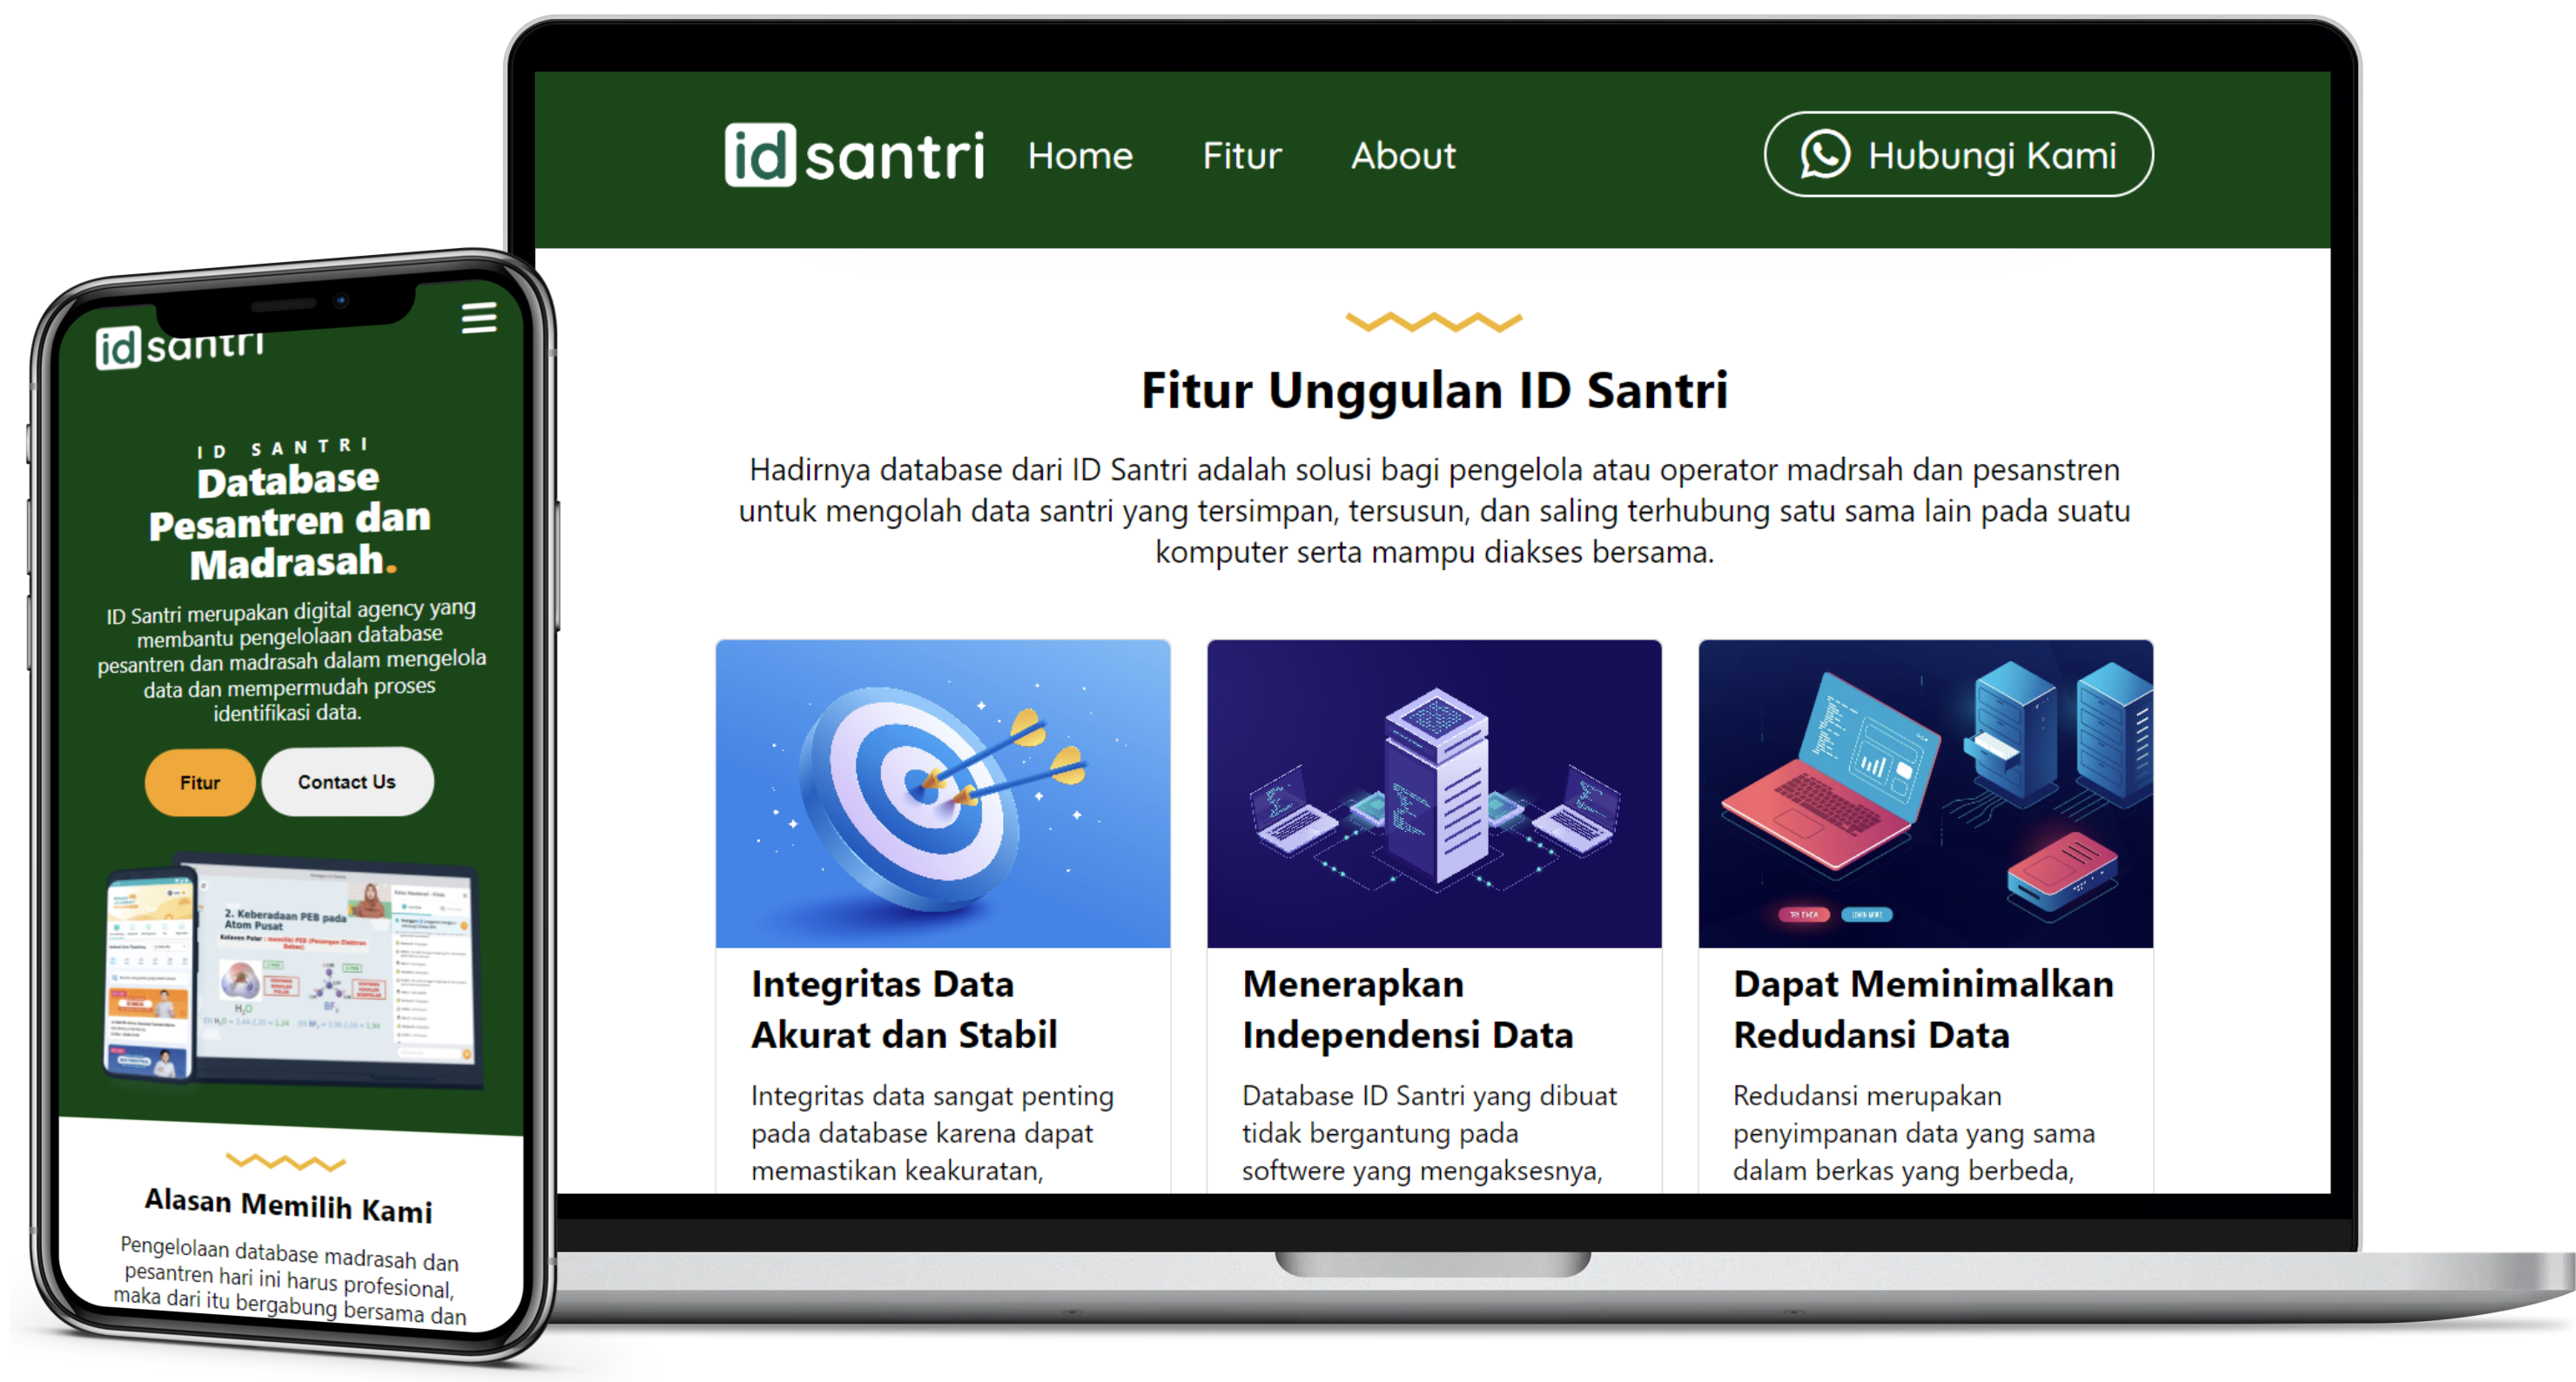 id santri
Home
Fitur
About
Hubungi Kami
Fitur Unggulan ID Santri
Hadirnya database dari ID Santri adalah solusi bagi pengelola atau operator madrsah dan pesanstren
untuk mengolah data santri yang tersimpan, tersusun, dan saling terhubung satu sama lain pada suatu
komputer serta mampu diakses bersama.
Integritas Data
Akurat dan Stabil
Integritas data sangat penting
pada database karena dapat
memastikan keakuratan,
Menerapkan
Independensi Data
Database ID Santri yang dibuat
tidak bergantung pada
softwere yang mengaksesnya,
LEARN MORE
Dapat Meminimalkan
Redudansi Data
Redudansi merupakan
penyimpanan data yang sama
dalam berkas yang berbeda,
id santri
ID SANTRI
Database
Pesantren dan
Madrasah.
ID Santri merupakan digital agency yang
membantu pengelolaan database
pesantren dan madrasah dalam mengelola
data dan mempermudah proses
identifikasi data.
Fitur
Contact Us
2. Keberadaan PEB pada
Atom Pusat
H₂O
BF₃
Alasan Memilih Kami
Pengelolaan database madrasah dan
pesantren hari ini harus profesional,
maka dari itu bergabung bersama dan